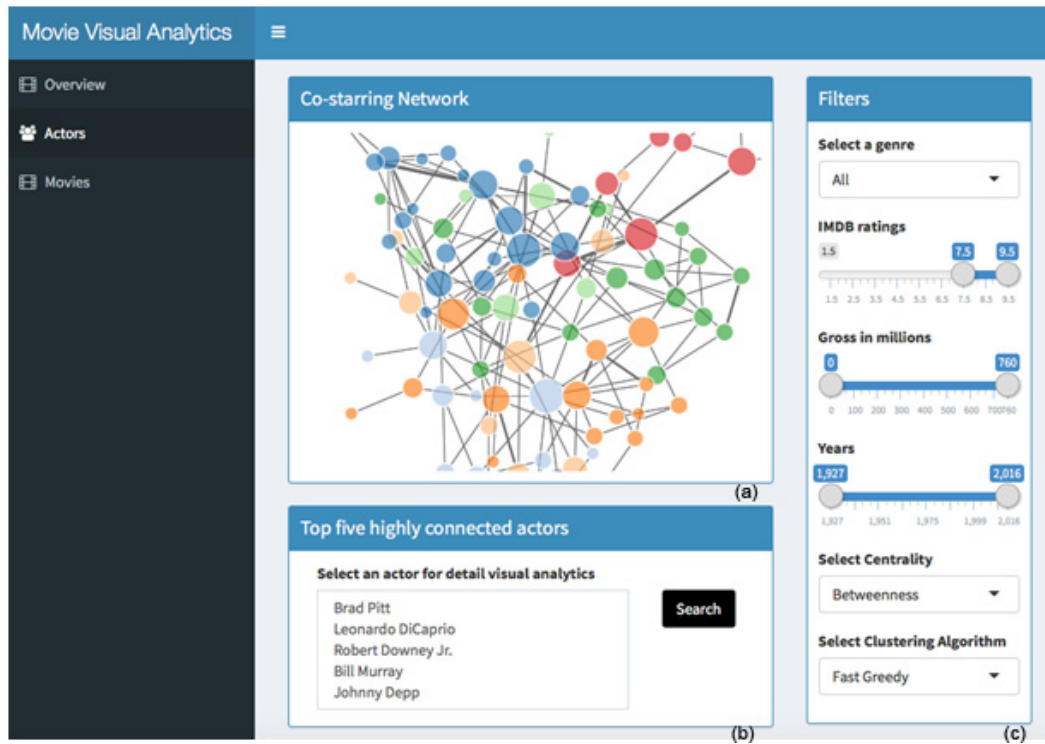 Movie Visual Analytics
Overview
Actors
Movies
Co-starring Network
(a)
Top five highly connected actors
Select an actor for detail visual analytics
Brad Pitt
Leonardo DiCaprio
Robert Downey Jr.
Bill Murray
Johnny Depp
Search
(b)
Filters
Select a genre
All
IMDB ratings
1.5 7.5 9.5
1.5 2.5 3.5 4.5 5.5 6.5 7.5 8.5 9.5
Gross in millions
0 760
0 100 200 300 400 500 600 700760
Years
1,927 2,016
1,927 1,951 1,975 1,999 2,016
Select Centrality
Betweenness
Select Clustering Algorithm
Fast Greedy
(c)